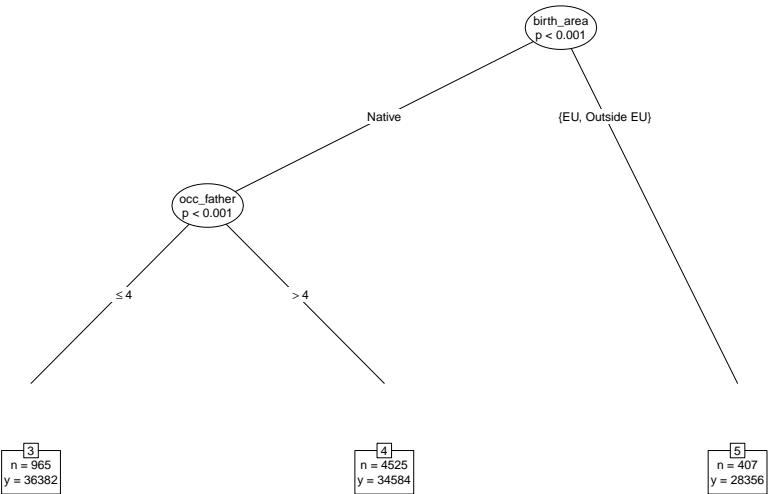 birth_area
p < 0.001
Native
{EU, Outside EU}
occ_father
p < 0.001
≤ 4
> 4
3
n = 965
y = 36382
4
n = 4525
y = 34584
5
n = 407
y = 28356